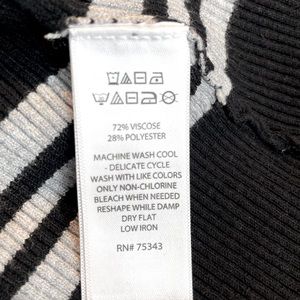 72% VISCOSE
28% POLYESTER
MACHINE WASH COOL
- DELICATE CYCLE
WASH WITH LIKE COLORS
ONLY NON-CHLORINE
BLEACH WHEN NEEDED
RESHAPE WHILE DAMP
DRY FLAT
LOW IRON
RN# 75343